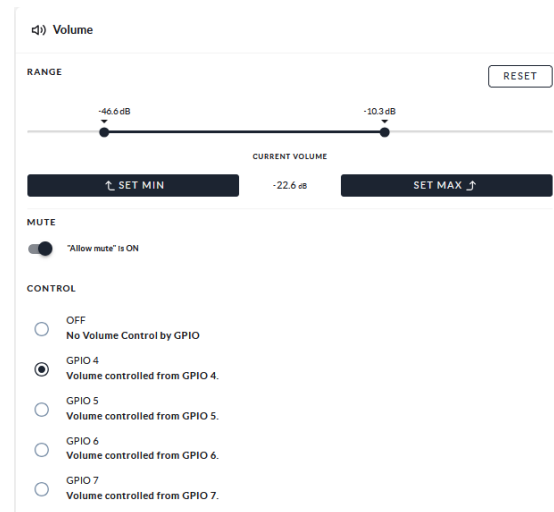 Volume
RANGE
RESET
-46.6 dB
-10.3 dB
CURRENT VOLUME
SET MIN
-22.6 dB
SET MAX
MUTE
"Allow mute" is ON
CONTROL
OFF
No Volume Control by GPIO
GPIO 4
Volume controlled from GPIO 4.
GPIO 5
Volume controlled from GPIO 5.
GPIO 6
Volume controlled from GPIO 6.
GPIO 7
Volume controlled from GPIO 7.